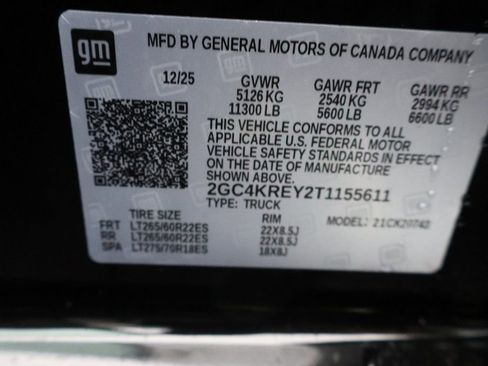 gm
MFD BY GENERAL MOTORS OF CANADA COMPANY
12/25 GVWR GAWR FRT GAWR RR
5126 KG 2540 KG 2994 KG
11300 LB 5600 LB 6600 LB
THIS VEHICLE CONFORMS TO ALL
APPLICABLE U.S. FEDERAL MOTOR
VEHICLE SAFETY STANDARDS IN EFFECT
ON THE DATE OF MANUFACTURE
SHOWN ABOVE.
2GC4KREY2T1155611
TYPE: TRUCK MODEL:
TIRE SIZE RIM
FRT LT265/60R22ES 22X8.5J
RR LT265/60R22ES 22X8.5J
SPA LT275/70R18ES 18X8J